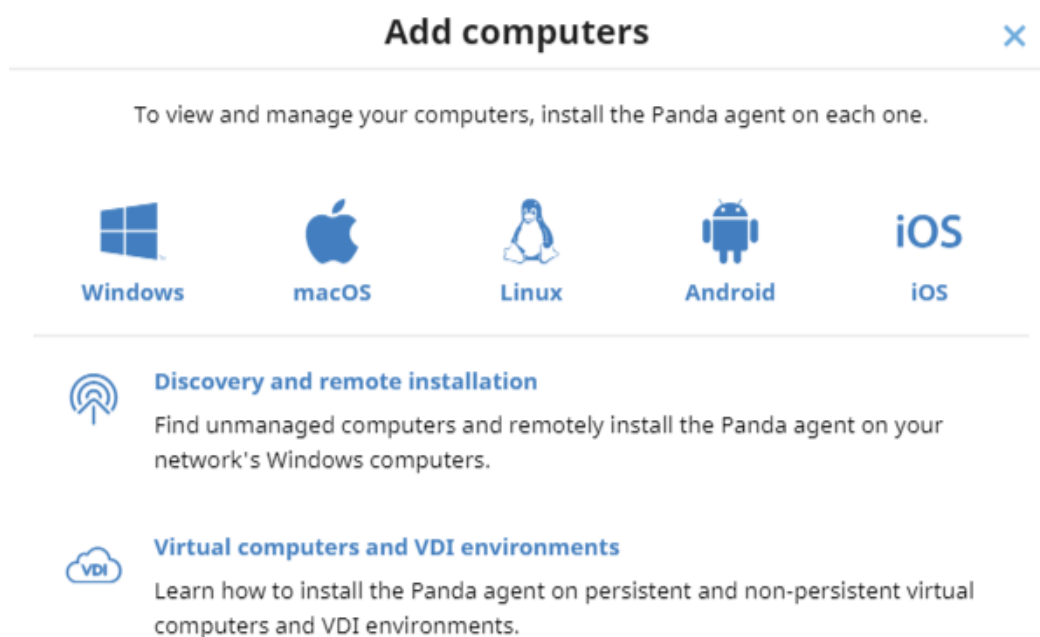 Add computers
To view and manage your computers, install the Panda agent on each one.
iOS
Windows macOS Linux Android iOS
Discovery and remote installation
Find unmanaged computers and remotely install the Panda agent on your
network's Windows computers.
Virtual computers and VDI environments
VDI
Learn how to install the Panda agent on persistent and non-persistent virtual
computers and VDI environments.